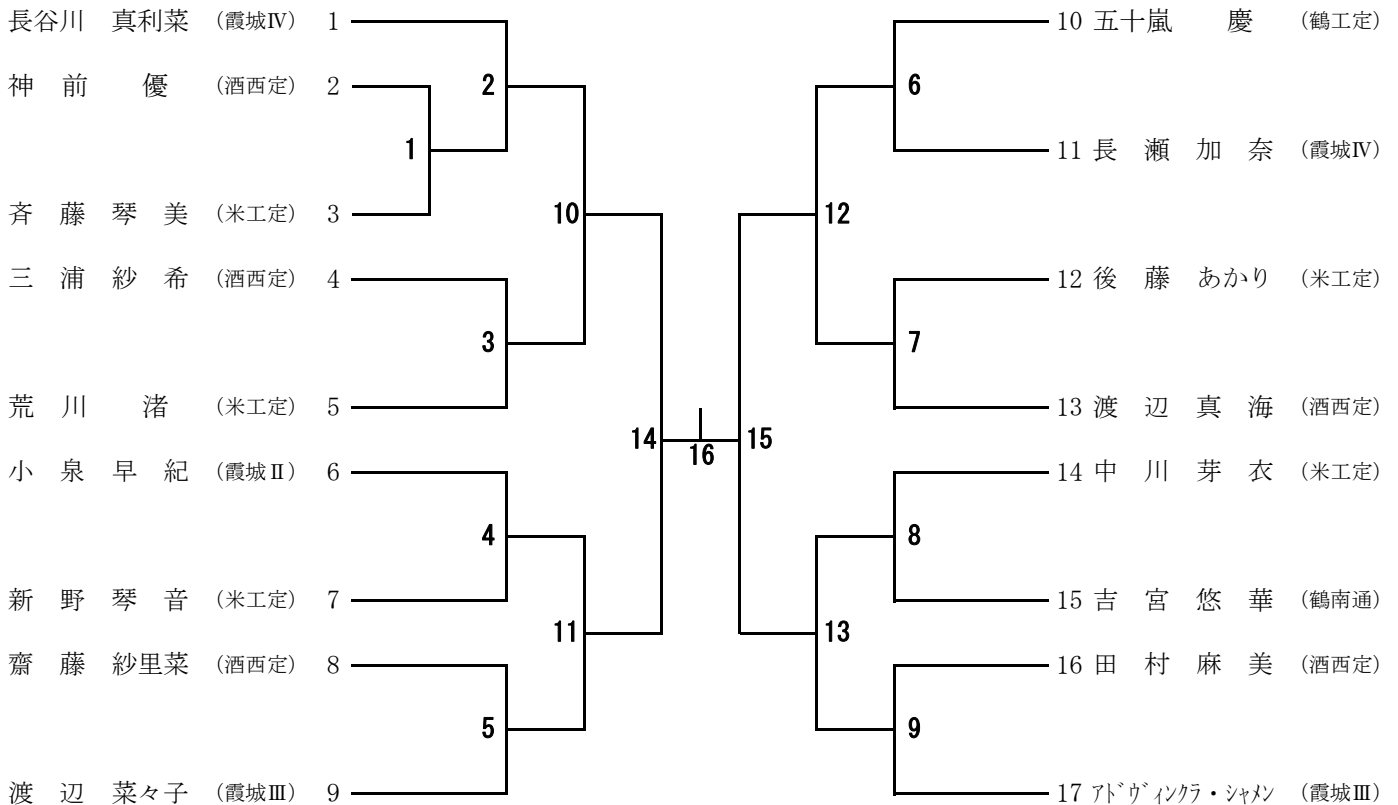 長谷川 真利菜 (霞城Ⅳ) 1
10 五十嵐 慶 (鶴工定)
神前 優 (酒西定) 2
2
6
1
11 長瀬加奈 (霞城Ⅳ)
斉藤琴美 (米工定) 3
10
12
三浦紗希 (酒西定) 4
12 後藤 あかり (米工定)
3
7
荒川 渚 (米工定) 5
13 渡辺真海 (酒西定)
14
16
15
小泉早紀 (霞城Ⅱ) 6
14 中川芽衣 (米工定)
4
8
新野琴音 (米工定) 7
15 吉宮悠華 (鶴南通)
11
13
齋藤 紗里菜 (酒西定) 8
16 田村麻美 (酒西定)
5
9
渡辺 菜々子 (霞城Ⅲ) 9
17 ｱﾄﾞｳﾞｨﾝｸﾗ・ｼｬﾒﾝ (霞城Ⅲ)